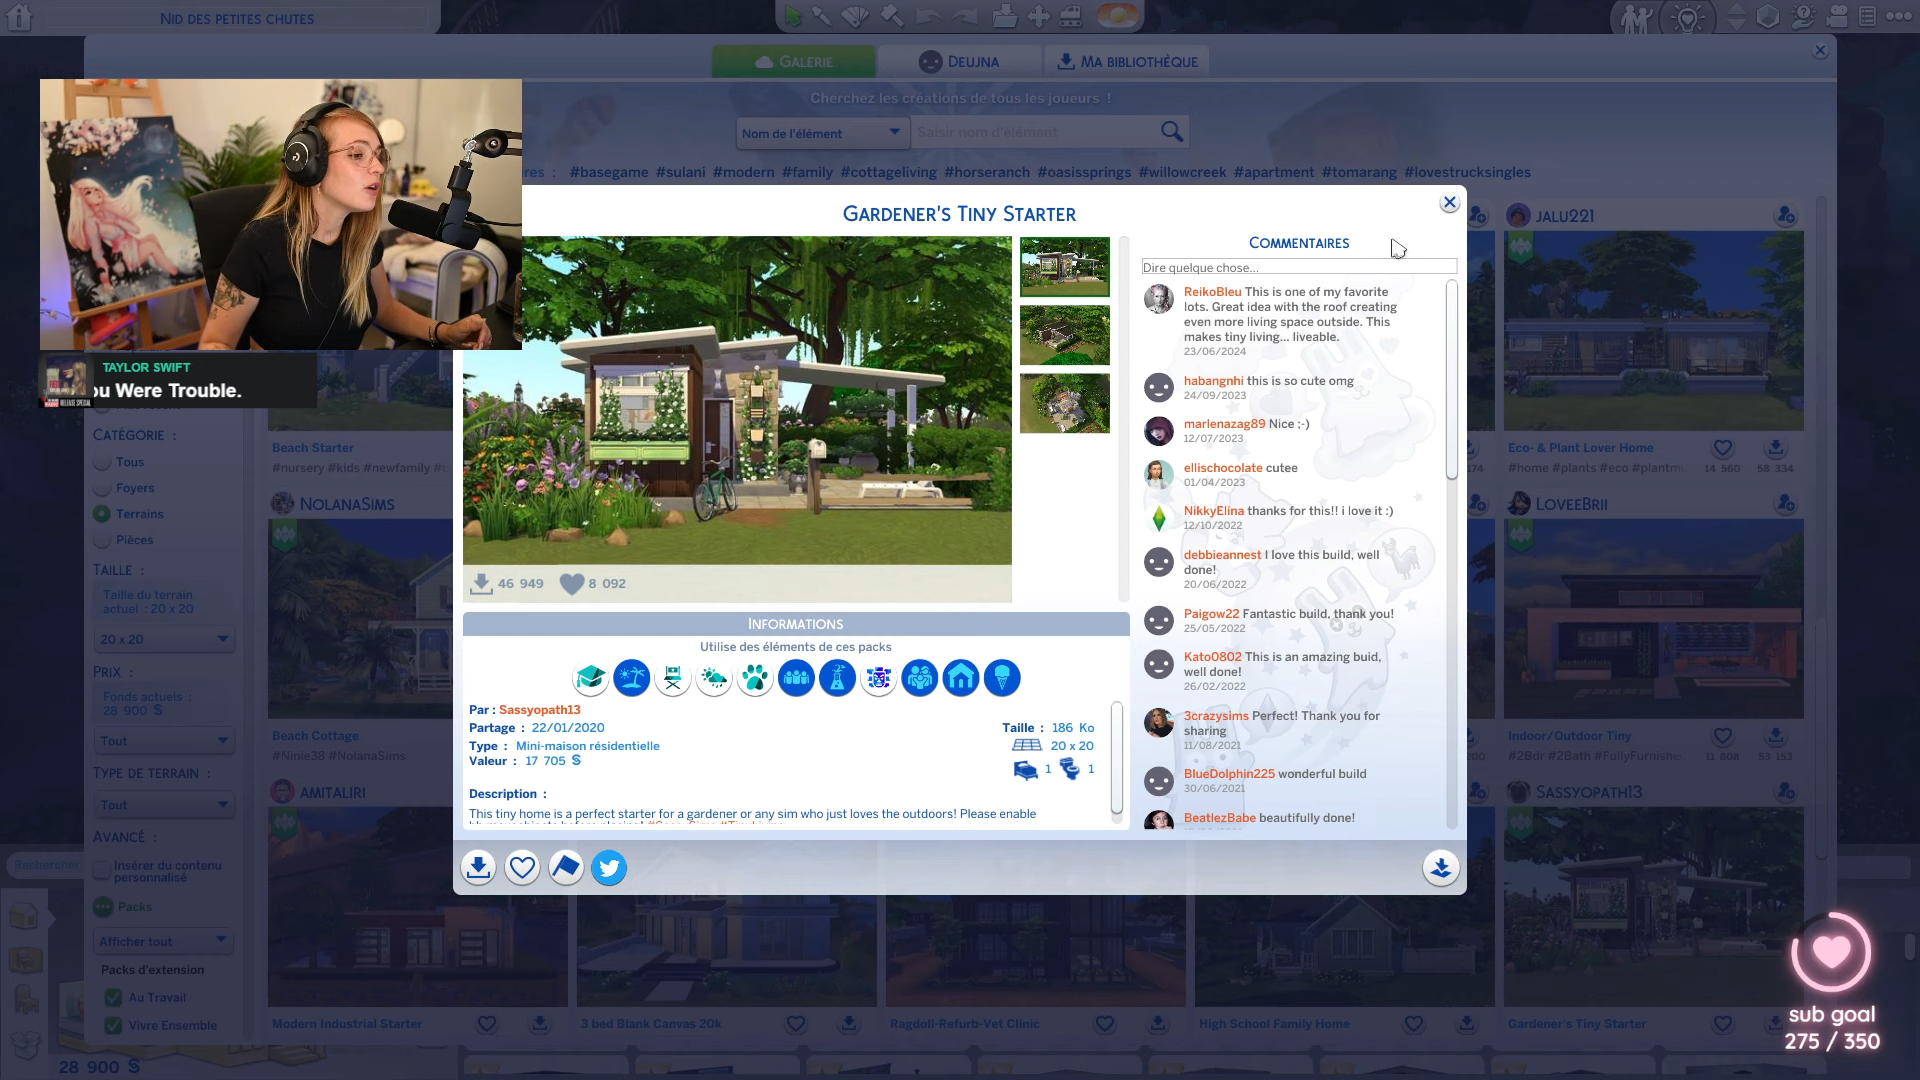 NID DES PETITES CHUTES
GALERIE
DEUJNA
MA BIBLIOTHÈQUE
Cherchez les créations de tous les joueurs !
Nom de l'élément
Saisir nom d'élément
#basegame #sulani #modern #family #cottageliving #horseranch #oasissprings #willowcreek #apartment #tomarang #lovestrucksingles
TAYLOR SWIFT
ou Were Trouble.
GARDENER'S TINY STARTER
46 949
8 092
INFORMATIONS
Utilise des éléments de ces packs
Par : Sassyopath13
Partage : 22/01/2020
Type : Mini-maison résidentielle
Valeur : 17 705 §
Taille : 186 Ko
20 x 20
1
1
Description :
This tiny home is a perfect starter for a gardener or any sim who just loves the outdoors! Please enable
COMMENTAIRES
Dire quelque chose...
ReikoBleu This is one of my favorite
lots. Great idea with the roof creating
even more living space outside. This
makes tiny living... liveable.
23/06/2024
habangnhi this is so cute omg
24/09/2023
marlenazag89 Nice ;-)
12/07/2023
ellischocolate cutee
01/04/2023
NikkyElina thanks for this!! i love it :)
12/10/2022
debbieannest I love this build, well
done!
20/06/2022
Paigow22 Fantastic build, thank you!
25/05/2022
Kato0802 This is an amazing buid,
well done!
26/02/2022
3crazysims Perfect! Thank you for
sharing
11/08/2021
BlueDolphin225 wonderful build
30/06/2021
BeatlezBabe beautifully done!
CATÉGORIE :
Tous
Foyers
Terrains
Pièces
TAILLE :
Taille du terrain
actuel : 20 x 20
20 x 20
PRIX :
Fonds actuels :
28 900 §
Tout
TYPE DE TERRAIN :
Tout
AVANCÉ :
Insérer du contenu
personnalisé
Packs
Afficher tout
Packs d'extension
Au Travail
Vivre Ensemble
28 900 §
Rechercher
Beach Starter
#nursery #kids #newfamily
NOLANASIMS
Beach Cottage
#Ninie38 #NolanaSims
AMITALIRI
Modern Industrial Starter
3 bed Blank Canvas 20k
Ragdoll-Refurb-Vet Clinic
High School Family Home
JALU221
Eco- & Plant Lover Home
14 560
58 334
#home #plants #eco #plantm...
LOVEEBRII
Indoor/Outdoor Tiny
11 808
53 153
#2Bdr #2Bath #FullyFurnishe...
SASSYOPATH13
Gardener's Tiny Starter
sub goal
275 / 350